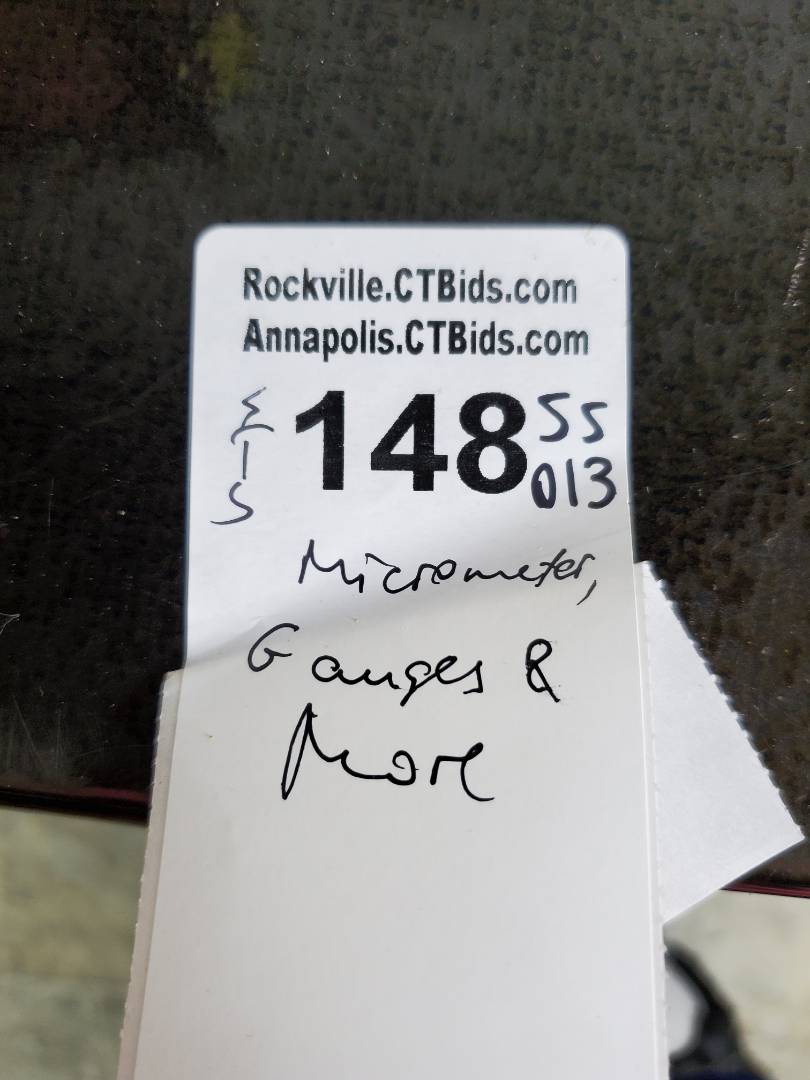 Rockville.CTBids.com
Annapolis.CTBids.com
148 55
013
Micrometer,
Gauges &
More